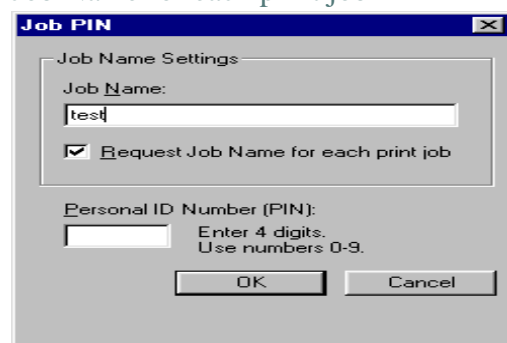 Job PIN
Job Name Settings
Job Name:
test
Request Job Name for each print job
Personal ID Number (PIN):
Enter 4 digits.
Use numbers 0-9.
OK
Cancel